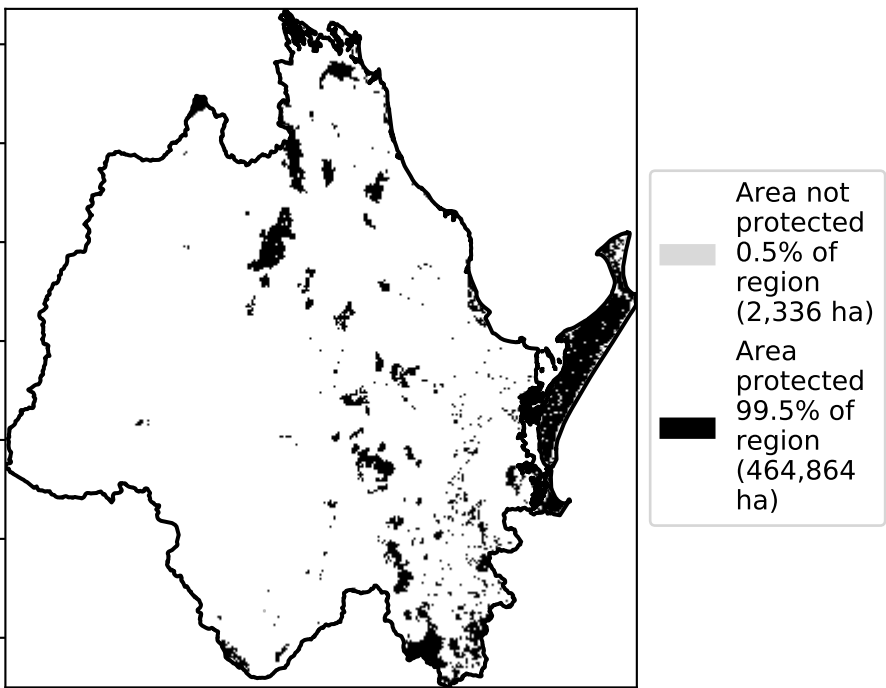 Area not
protected
0.5% of
region
(2,336 ha)
Area
protected
99.5% of
region
(464,864
ha)